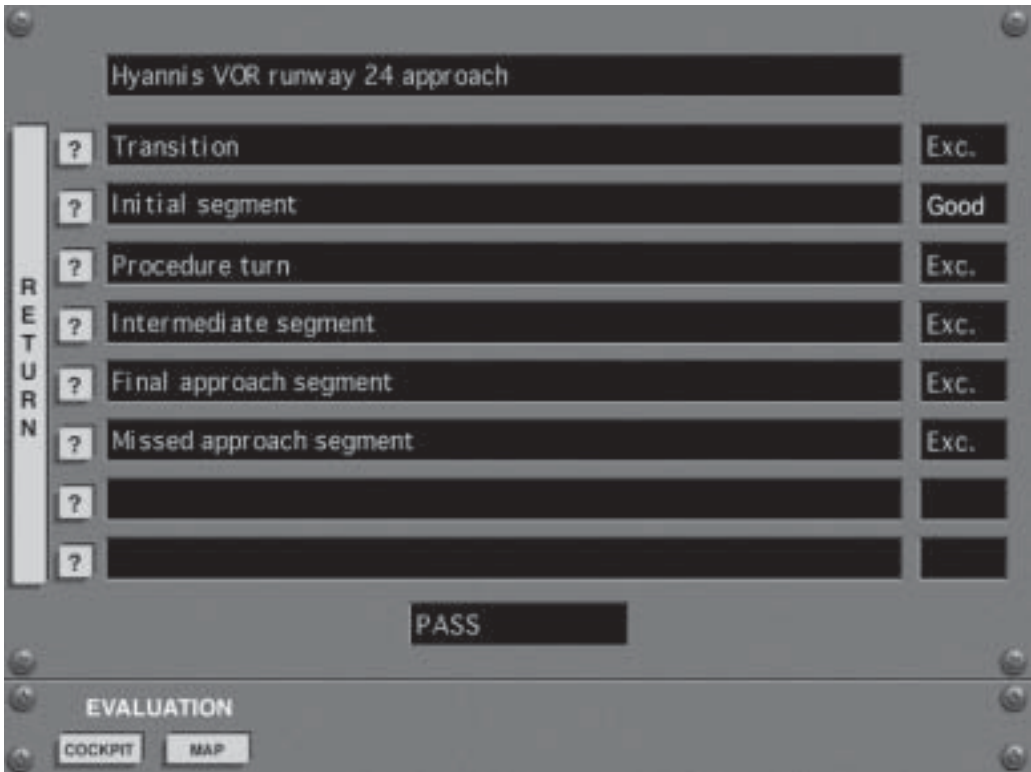 Hyannis VOR runway 24 approach
? Transition Exc.
? Initial segment Good
? Procedure turn Exc.
? Intermediate segment Exc.
? Final approach segment Exc.
? Missed approach segment Exc.
?
?
RETURN
PASS
EVALUATION
COCKPIT MAP